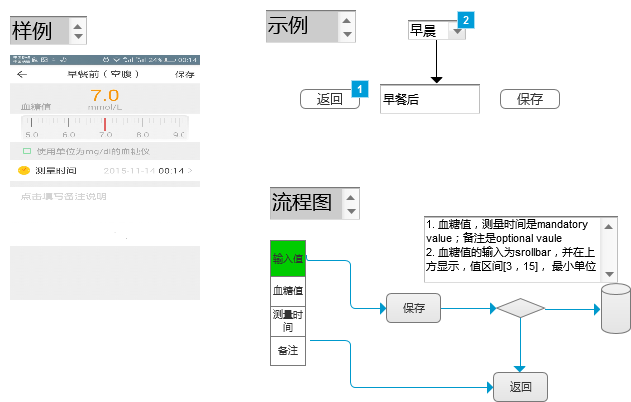 样例
早餐前（空腹）
保存
7.0
血糖值
mmol/L
5.0 6.0 7.0 8.0 9.0
使用单位为mg/dl的血糖仪
测量时间
2015-11-14 00:14
点击填写备注说明
示例
早晨
2
返回
1
早餐后
保存
流程图
1. 血糖值，测量时间是mandatory
value；备注是optional vaule
2. 血糖值的输入为srollbar，并在上
方显示，值区间[3，15]， 最小单位
输入值
血糖值
测量时
间
备注
保存
返回